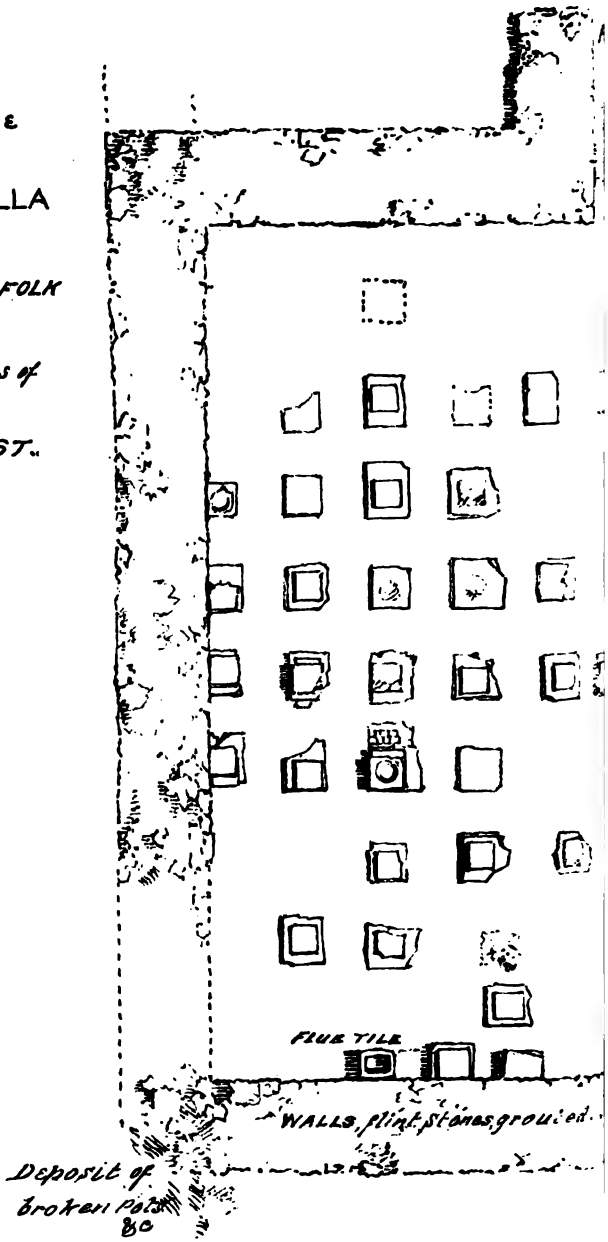 E
LLA
FOLK
s of
ST.
FLUE TILE
WALLS, flint, stones, grouted.
Deposit of
broken Pots
&c